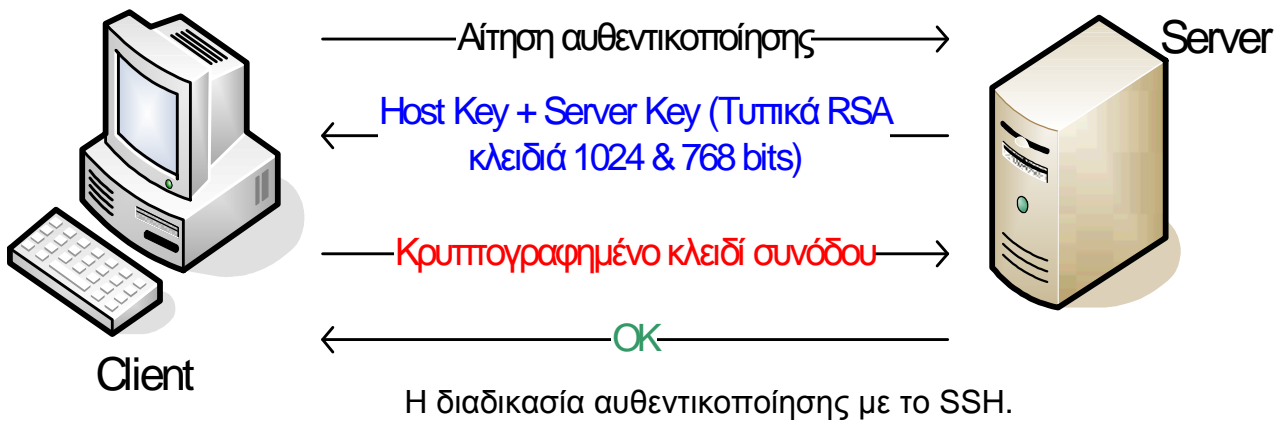 Αίτηση αυθεντικοποίησης
Server
Host Key + Server Key (Τυπικά RSA
κλειδιά 1024 & 768 bits)
Κρυπτογραφημένο κλειδί συνόδου
OK
Client
Η διαδικασία αυθεντικοποίησης με το SSH.